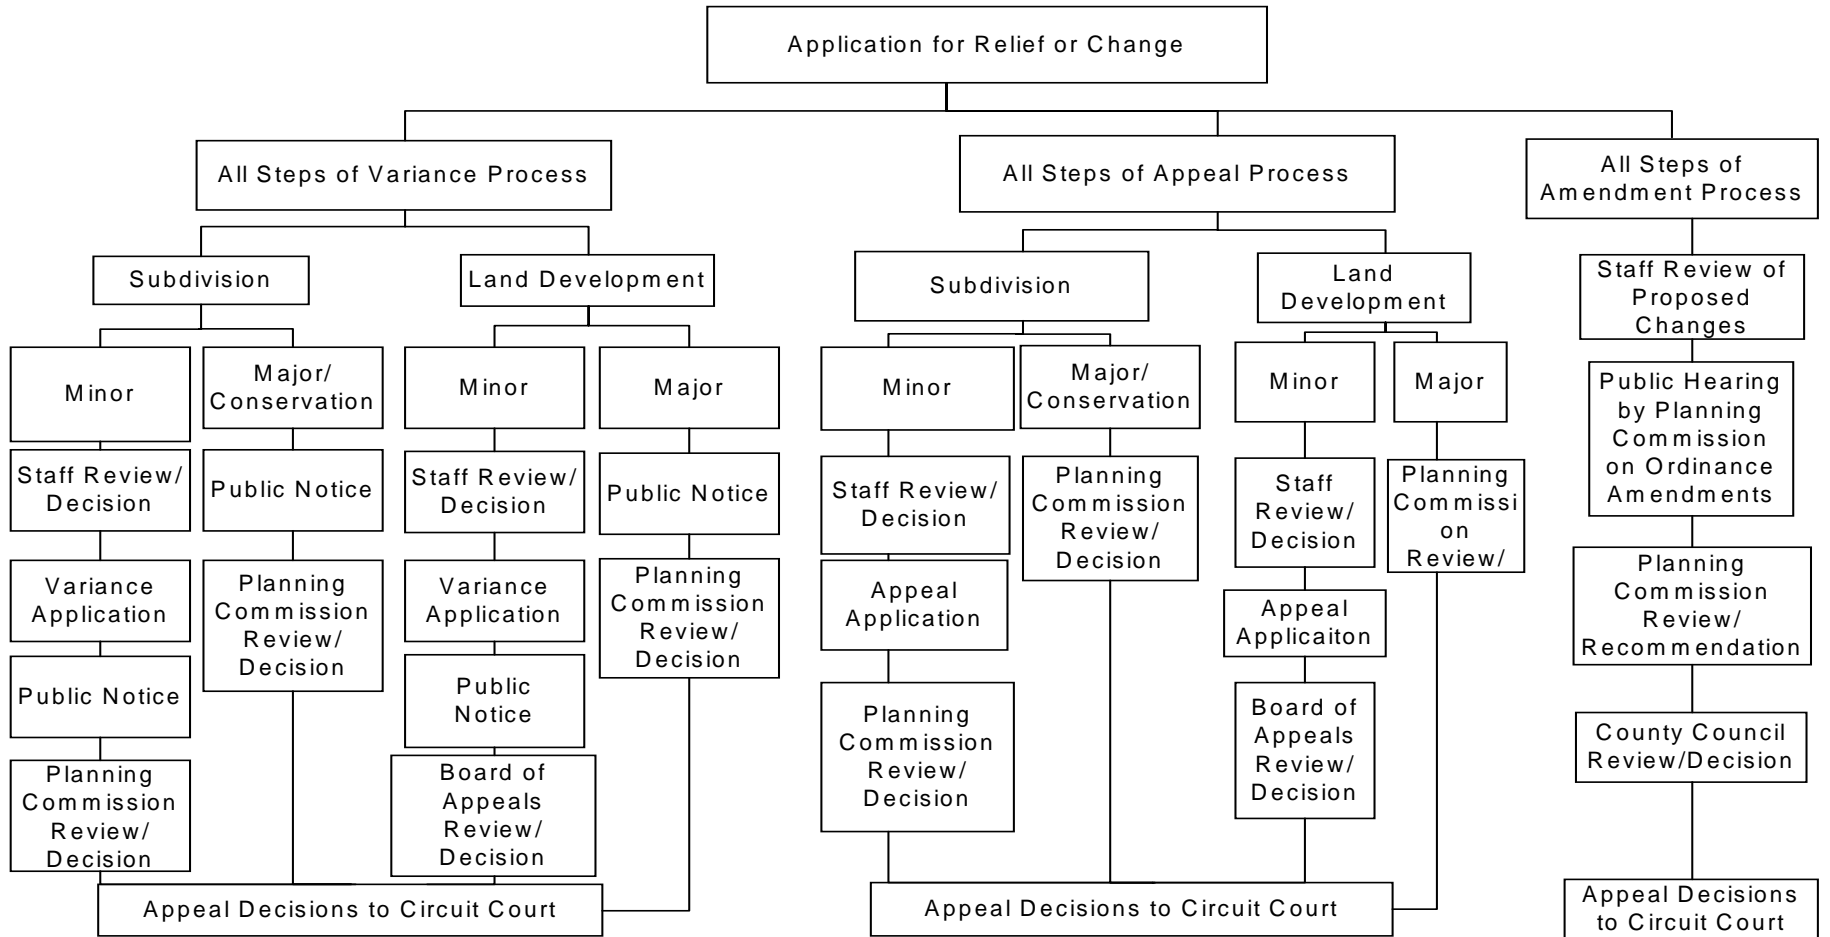 Application for Relief or Change
All Steps of Variance Process
All Steps of Appeal Process
All Steps of
Amendment Process
Subdivision
Land Development
Subdivision
Land
Development
Staff Review of
Proposed
Changes
Minor
Major/
Conservation
Minor
Major
Minor
Major/
Conservation
Minor
Major
Public Hearing
by Planning
Commission
on Ordinance
Amendments
Staff Review/
Decision
Public Notice
Staff Review/
Decision
Public Notice
Staff Review/
Decision
Planning
Commission
Review/
Decision
Staff
Review/
Decision
Planning
Commissi
on
Review/
Variance
Application
Planning
Commission
Review/
Decision
Variance
Application
Planning
Commission
Review/
Decision
Appeal
Application
Appeal
Applicaiton
Planning
Commission
Review/
Recommendation
Public Notice
Public
Notice
Planning
Commission
Review/
Decision
Board of
Appeals
Review/
Decision
County Council
Review/Decision
Planning
Commission
Review/
Decision
Board of
Appeals
Review/
Decision
Appeal Decisions to Circuit Court
Appeal Decisions to Circuit Court
Appeal Decisions
to Circuit Court